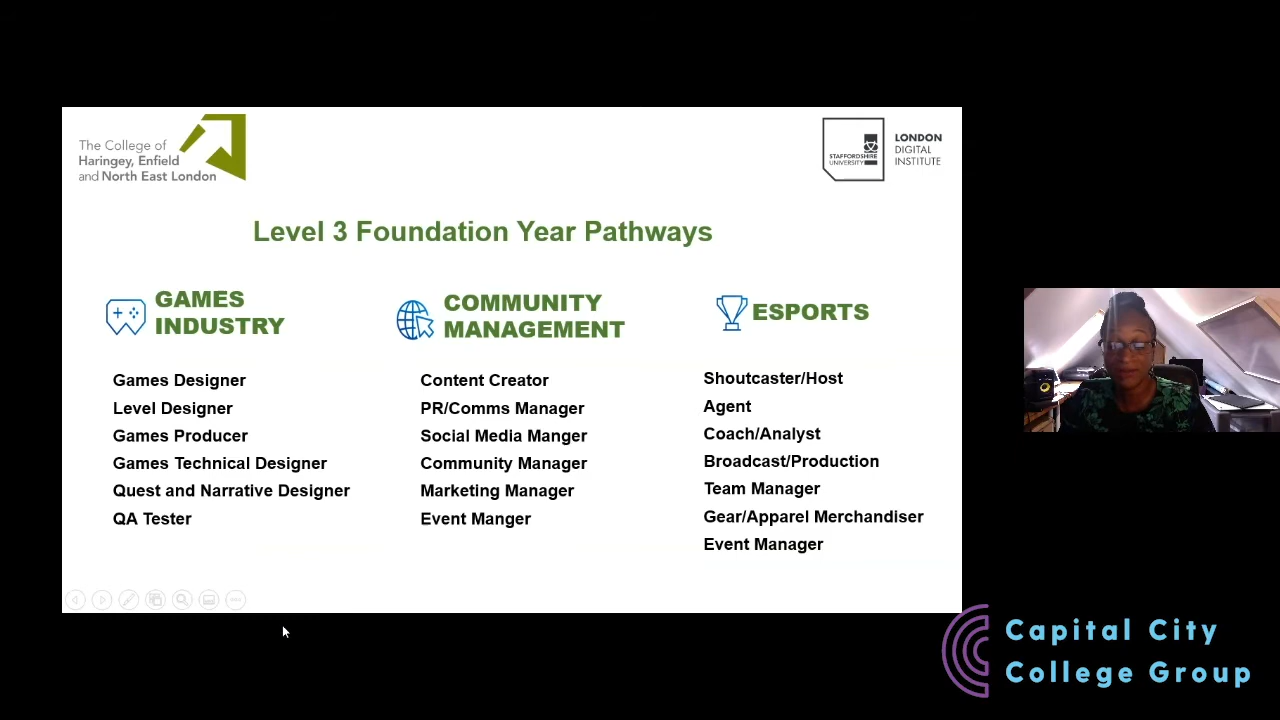 The College of
Haringey, Enfield
and North East London
STAFFORDSHIRE
UNIVERSITY
LONDON
DIGITAL
INSTITUTE
Level 3 Foundation Year Pathways
GAMES
INDUSTRY
Games Designer
Level Designer
Games Producer
Games Technical Designer
Quest and Narrative Designer
QA Tester
COMMUNITY
MANAGEMENT
Content Creator
PR/Comms Manager
Social Media Manger
Community Manager
Marketing Manager
Event Manger
ESPORTS
Shoutcaster/Host
Agent
Coach/Analyst
Broadcast/Production
Team Manager
Gear/Apparel Merchandiser
Event Manager
Capital City
College Group